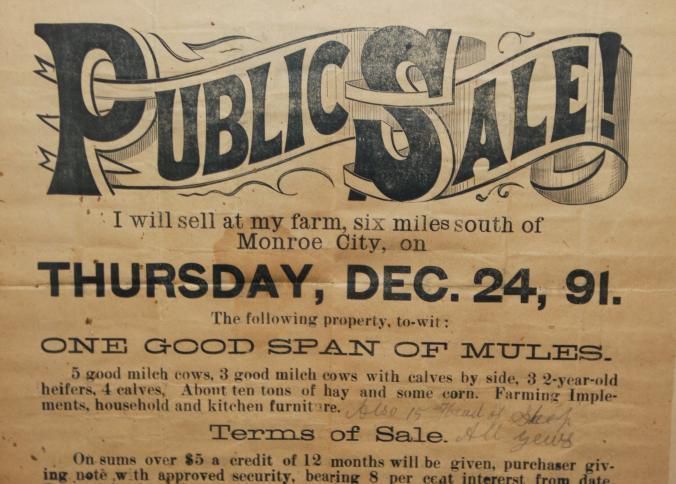 PUBLIC SALE!
I will sell at my farm, six miles south of
Monroe City, on
THURSDAY, DEC. 24, 91.
The following property, to-wit:
ONE GOOD SPAN OF MULES.
5 good milch cows, 3 good milch cows with calves by side, 3 2-year-old
heifers, 4 calves, About ten tons of hay and some corn. Farming Imple-
ments, household and kitchen furniture. Also 15 Head of Sheep
Terms of Sale. All yews
On sums over $5 a credit of 12 months will be given, purchaser giv-
ing note with approved security, bearing 8 per cent intererst from date